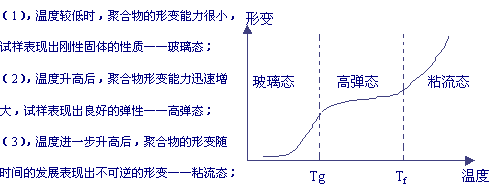 （1），温度较低时，聚合物的形变能力很小，
试样表现出刚性固体的性质——玻璃态；
（2），温度升高后，聚合物形变能力迅速增
大，试样表现出良好的弹性——高弹态；
（3），温度进一步升高后，聚合物的形变随
时间的发展表现出不可逆的形变——粘流态；
形变
玻璃态 高弹态 粘流态
Tg Tf 温度